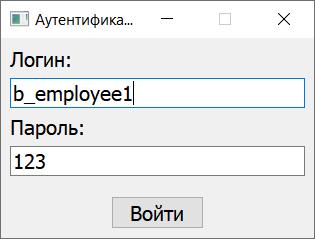 Аутентифика...
Логин:
b_employee1
Пароль:
123
Войти